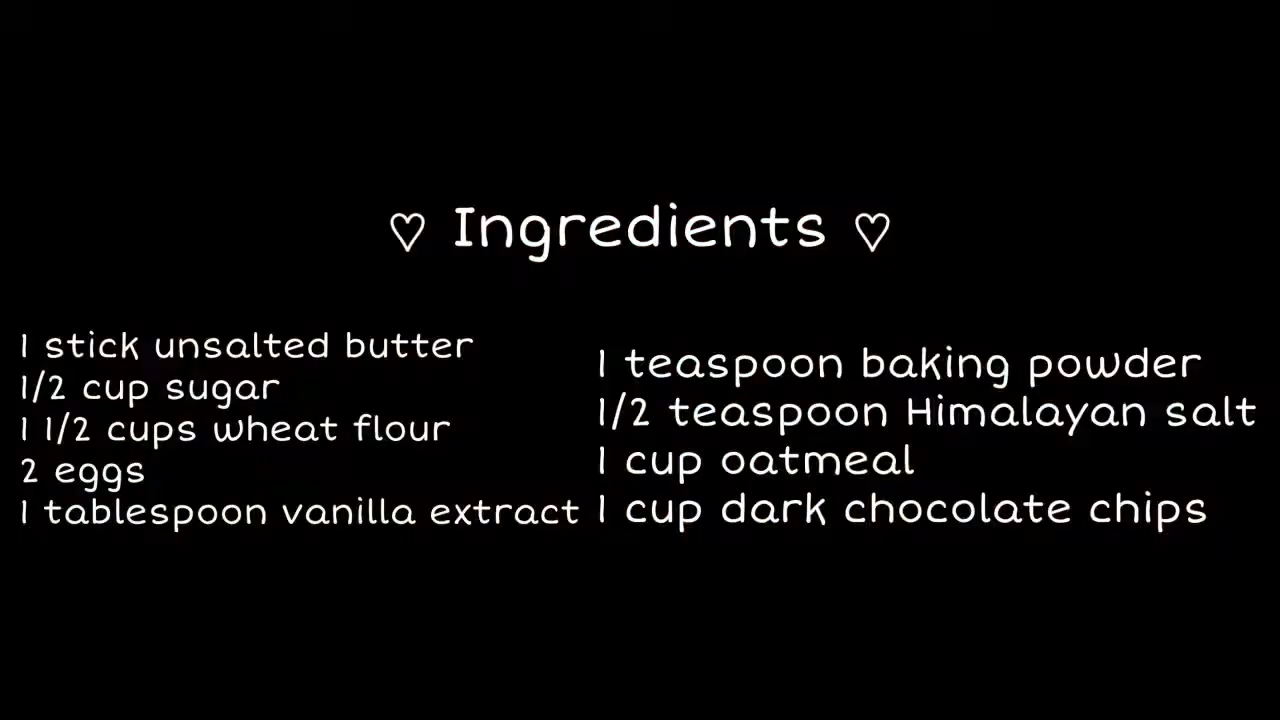 ♡ Ingredients ♡
1 stick unsalted butter
1/2 cup sugar
1 1/2 cups wheat flour
2 eggs
1 tablespoon vanilla extract
1 teaspoon baking powder
1/2 teaspoon Himalayan salt
1 cup oatmeal
1 cup dark chocolate chips